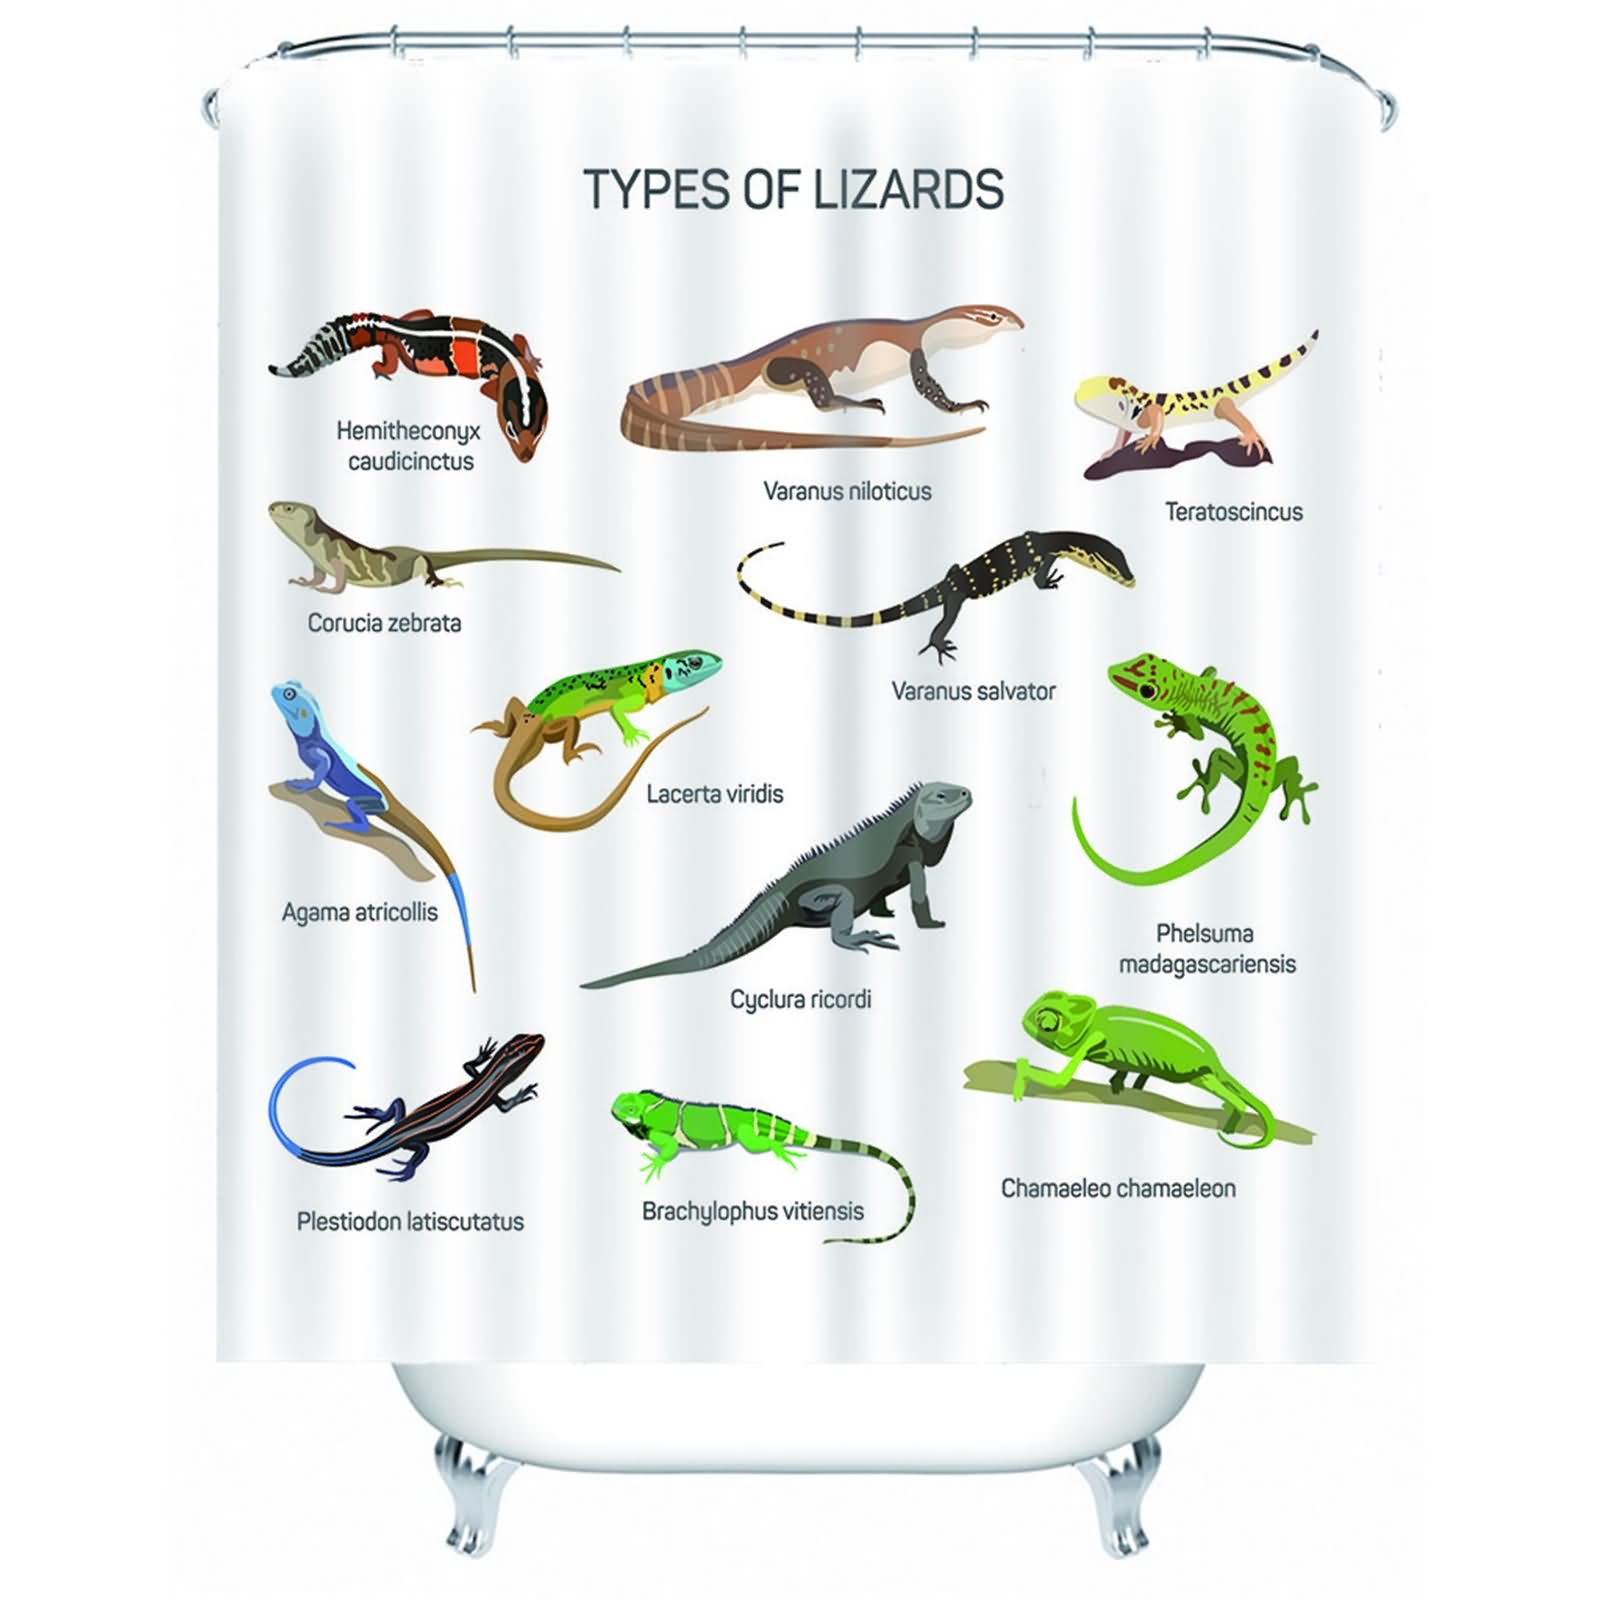 TYPES OF LIZARDS
Hemitheconyx
caudicinctus
Varanus niloticus
Teratoscincus
Corucia zebrata
Varanus salvator
Lacerta viridis
Agama atricollis
Phelsuma
madagascariensis
Cyclura ricordi
Chamaeleo chamaeleon
Brachylophus vitiensis
Plestiodon latiscutatus